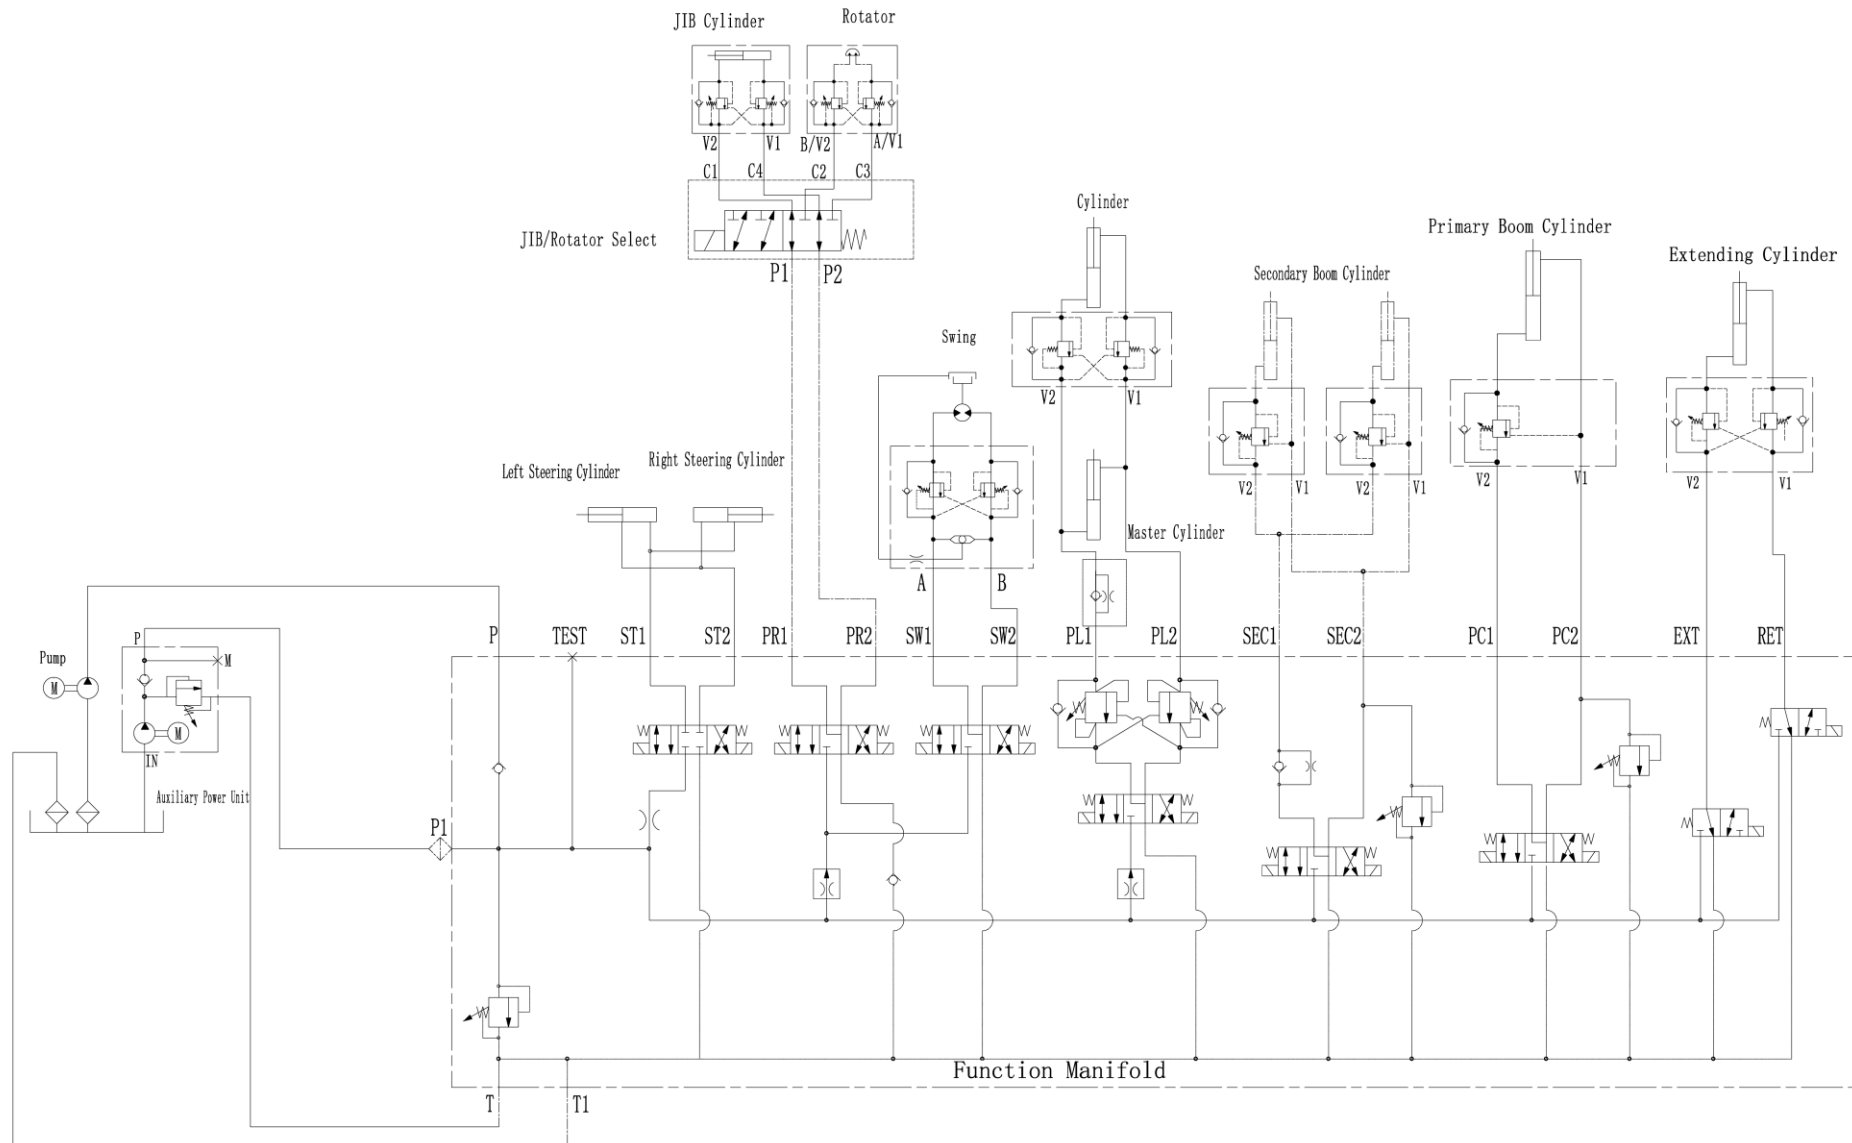 JIB Cylinder
Rotator
V2
V1
B/V2
A/V1
C1
C4
C2
C3
JIB/Rotator Select
P1
P2
Cylinder
Primary Boom Cylinder
Extending Cylinder
Secondary Boom Cylinder
Swing
V2
V1
Left Steering Cylinder
Right Steering Cylinder
V2
V1
V2
V1
V2
V1
V2
V1
Master Cylinder
A
B
P
TEST
ST1
ST2
PR1
PR2
SW1
SW2
PL1
PL2
SEC1
SEC2
PC1
PC2
EXT
RET
P
M
Pump
M
M
IN
Auxiliary Power Unit
P1
Function Manifold
T
T1